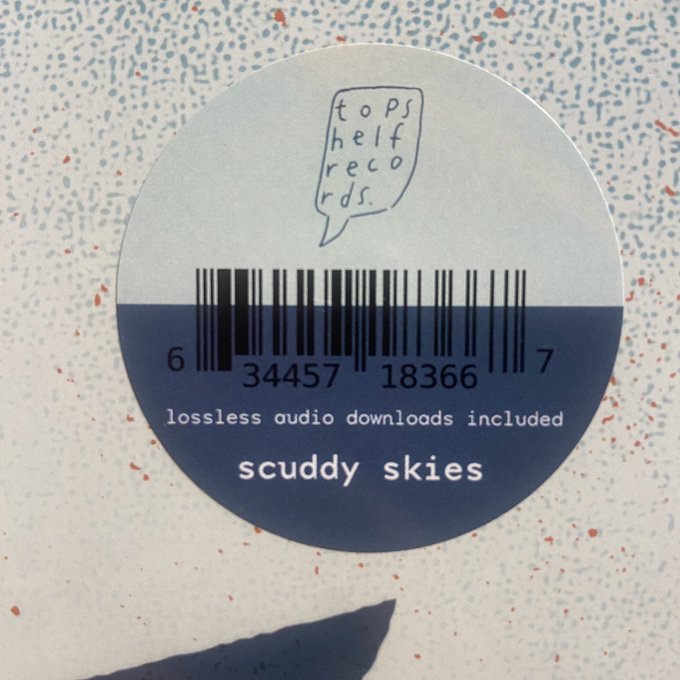 tops
helf
reco
rds.
6 34457 18366 7
lossless audio downloads included
scuddy skies